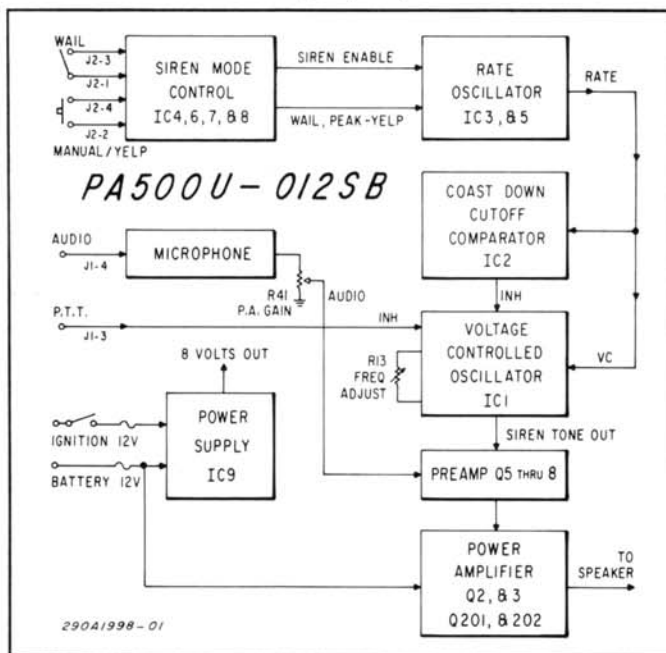 WAIL
J2-3
J2-1
J2-4
J2-2
MANUAL/YELP
SIREN MODE
CONTROL
IC4, 6, 7, & 8
SIREN ENABLE
WAIL, PEAK-YELP
RATE
OSCILLATOR
IC3, & 5
RATE
PA500U-012SB
COAST DOWN
CUTOFF
COMPARATOR
IC2
AUDIO
J1-4
MICROPHONE
R41
P.A. GAIN
AUDIO
INH
P.T.T.
J1-3
INH
VOLTAGE
CONTROLLED
OSCILLATOR
IC1
VC
R13
FREQ
ADJUST
8 VOLTS OUT
POWER
SUPPLY
IC9
IGNITION 12V
BATTERY 12V
SIREN TONE OUT
PREAMP Q5 THRU 8
POWER
AMPLIFIER
Q2, & 3
Q201, & 202
TO
SPEAKER
290A1998-01